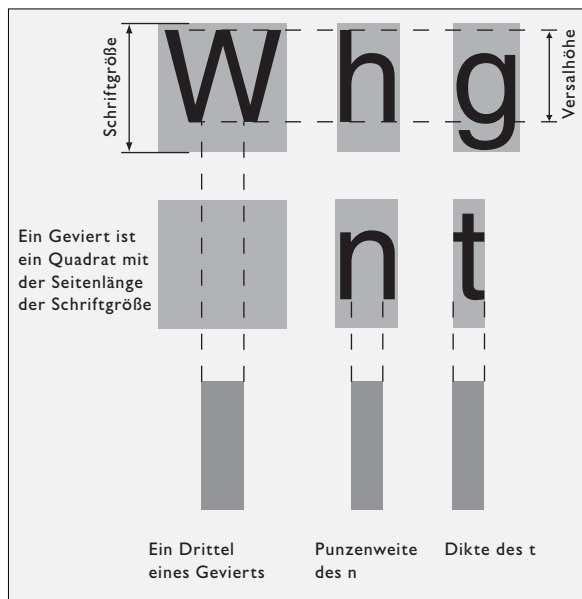 Schriftgröße
W h g
Versalhöhe
Ein Geviert ist
ein Quadrat mit
der Seitenlänge
der Schriftgröße
n t
Ein Drittel
eines Gevierts
Punzenweite
des n
Dikte des t